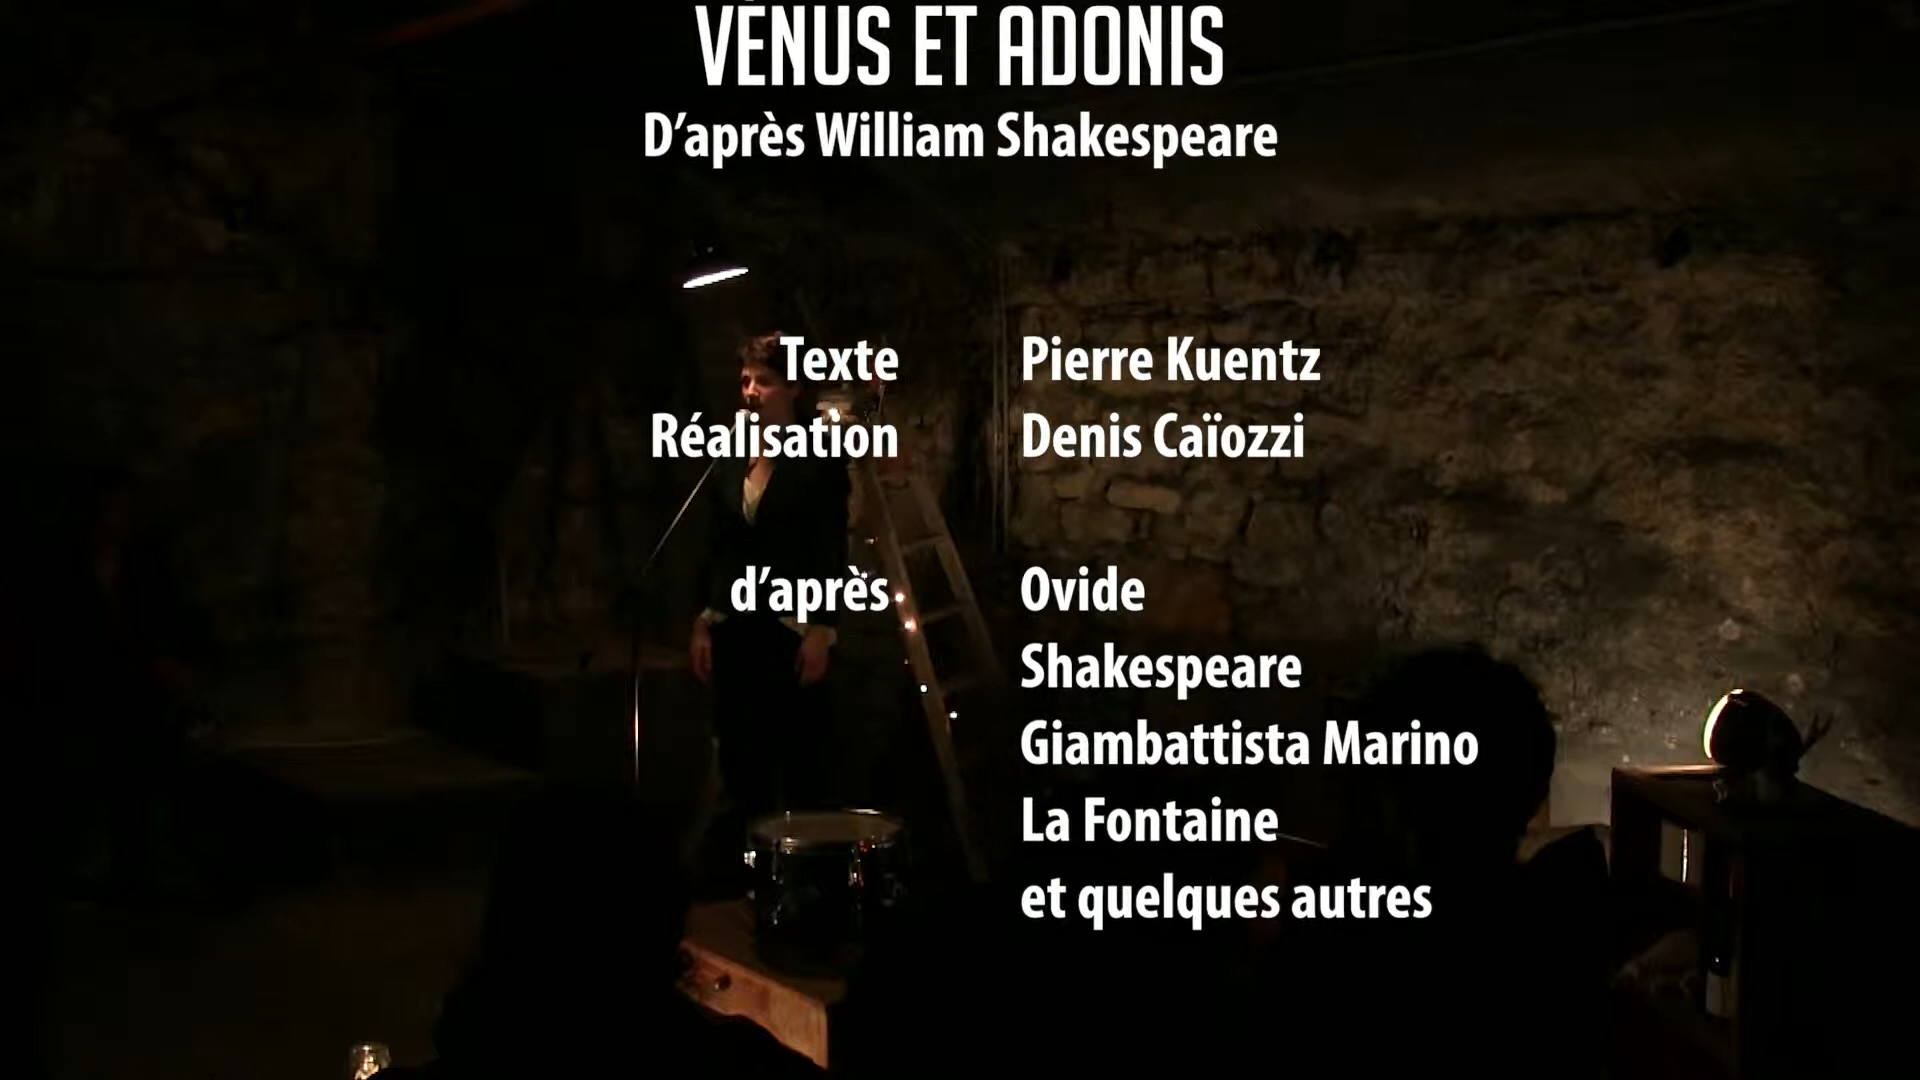 VÉNUS ET ADONIS
D'après William Shakespeare
Texte Pierre Kuentz
Réalisation Denis Caïozzi
d'après Ovide
Shakespeare
Giambattista Marino
La Fontaine
et quelques autres